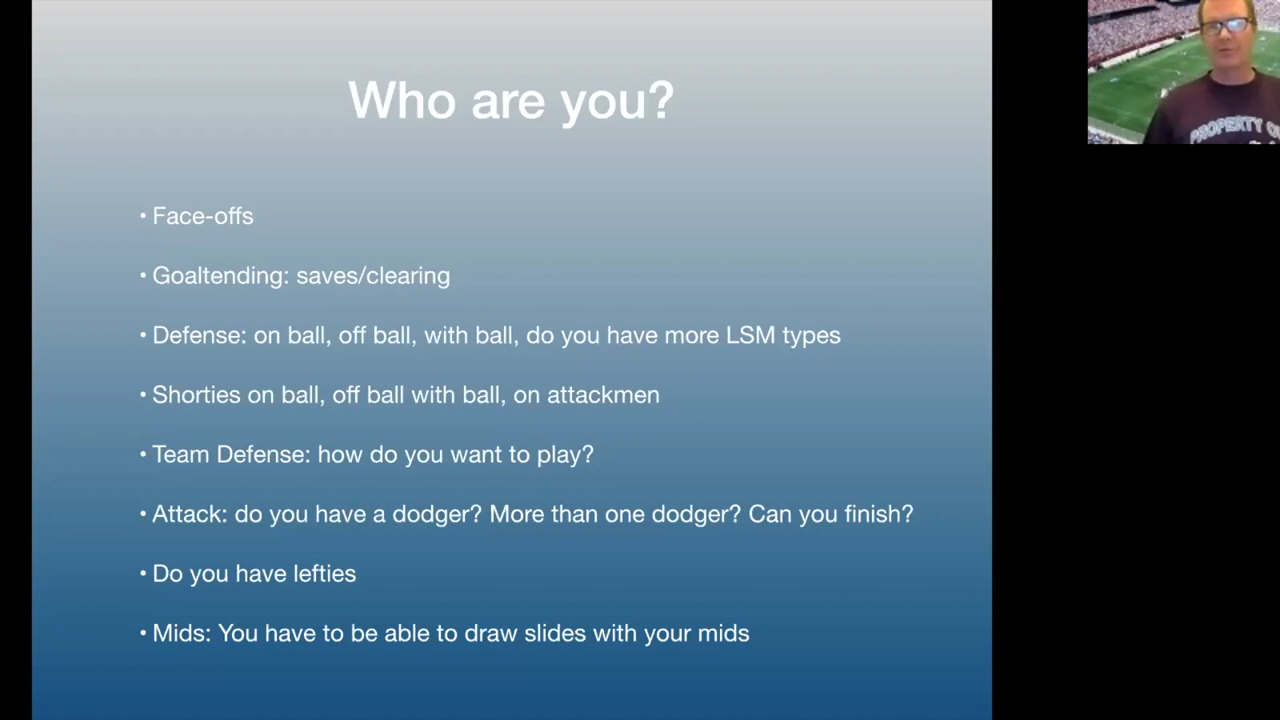 Who are you?
• Face-offs
• Goaltending: saves/clearing
• Defense: on ball, off ball, with ball, do you have more LSM types
• Shorties on ball, off ball with ball, on attackmen
• Team Defense: how do you want to play?
• Attack: do you have a dodger? More than one dodger? Can you finish?
• Do you have lefties
• Mids: You have to be able to draw slides with your mids
PROPERTY O